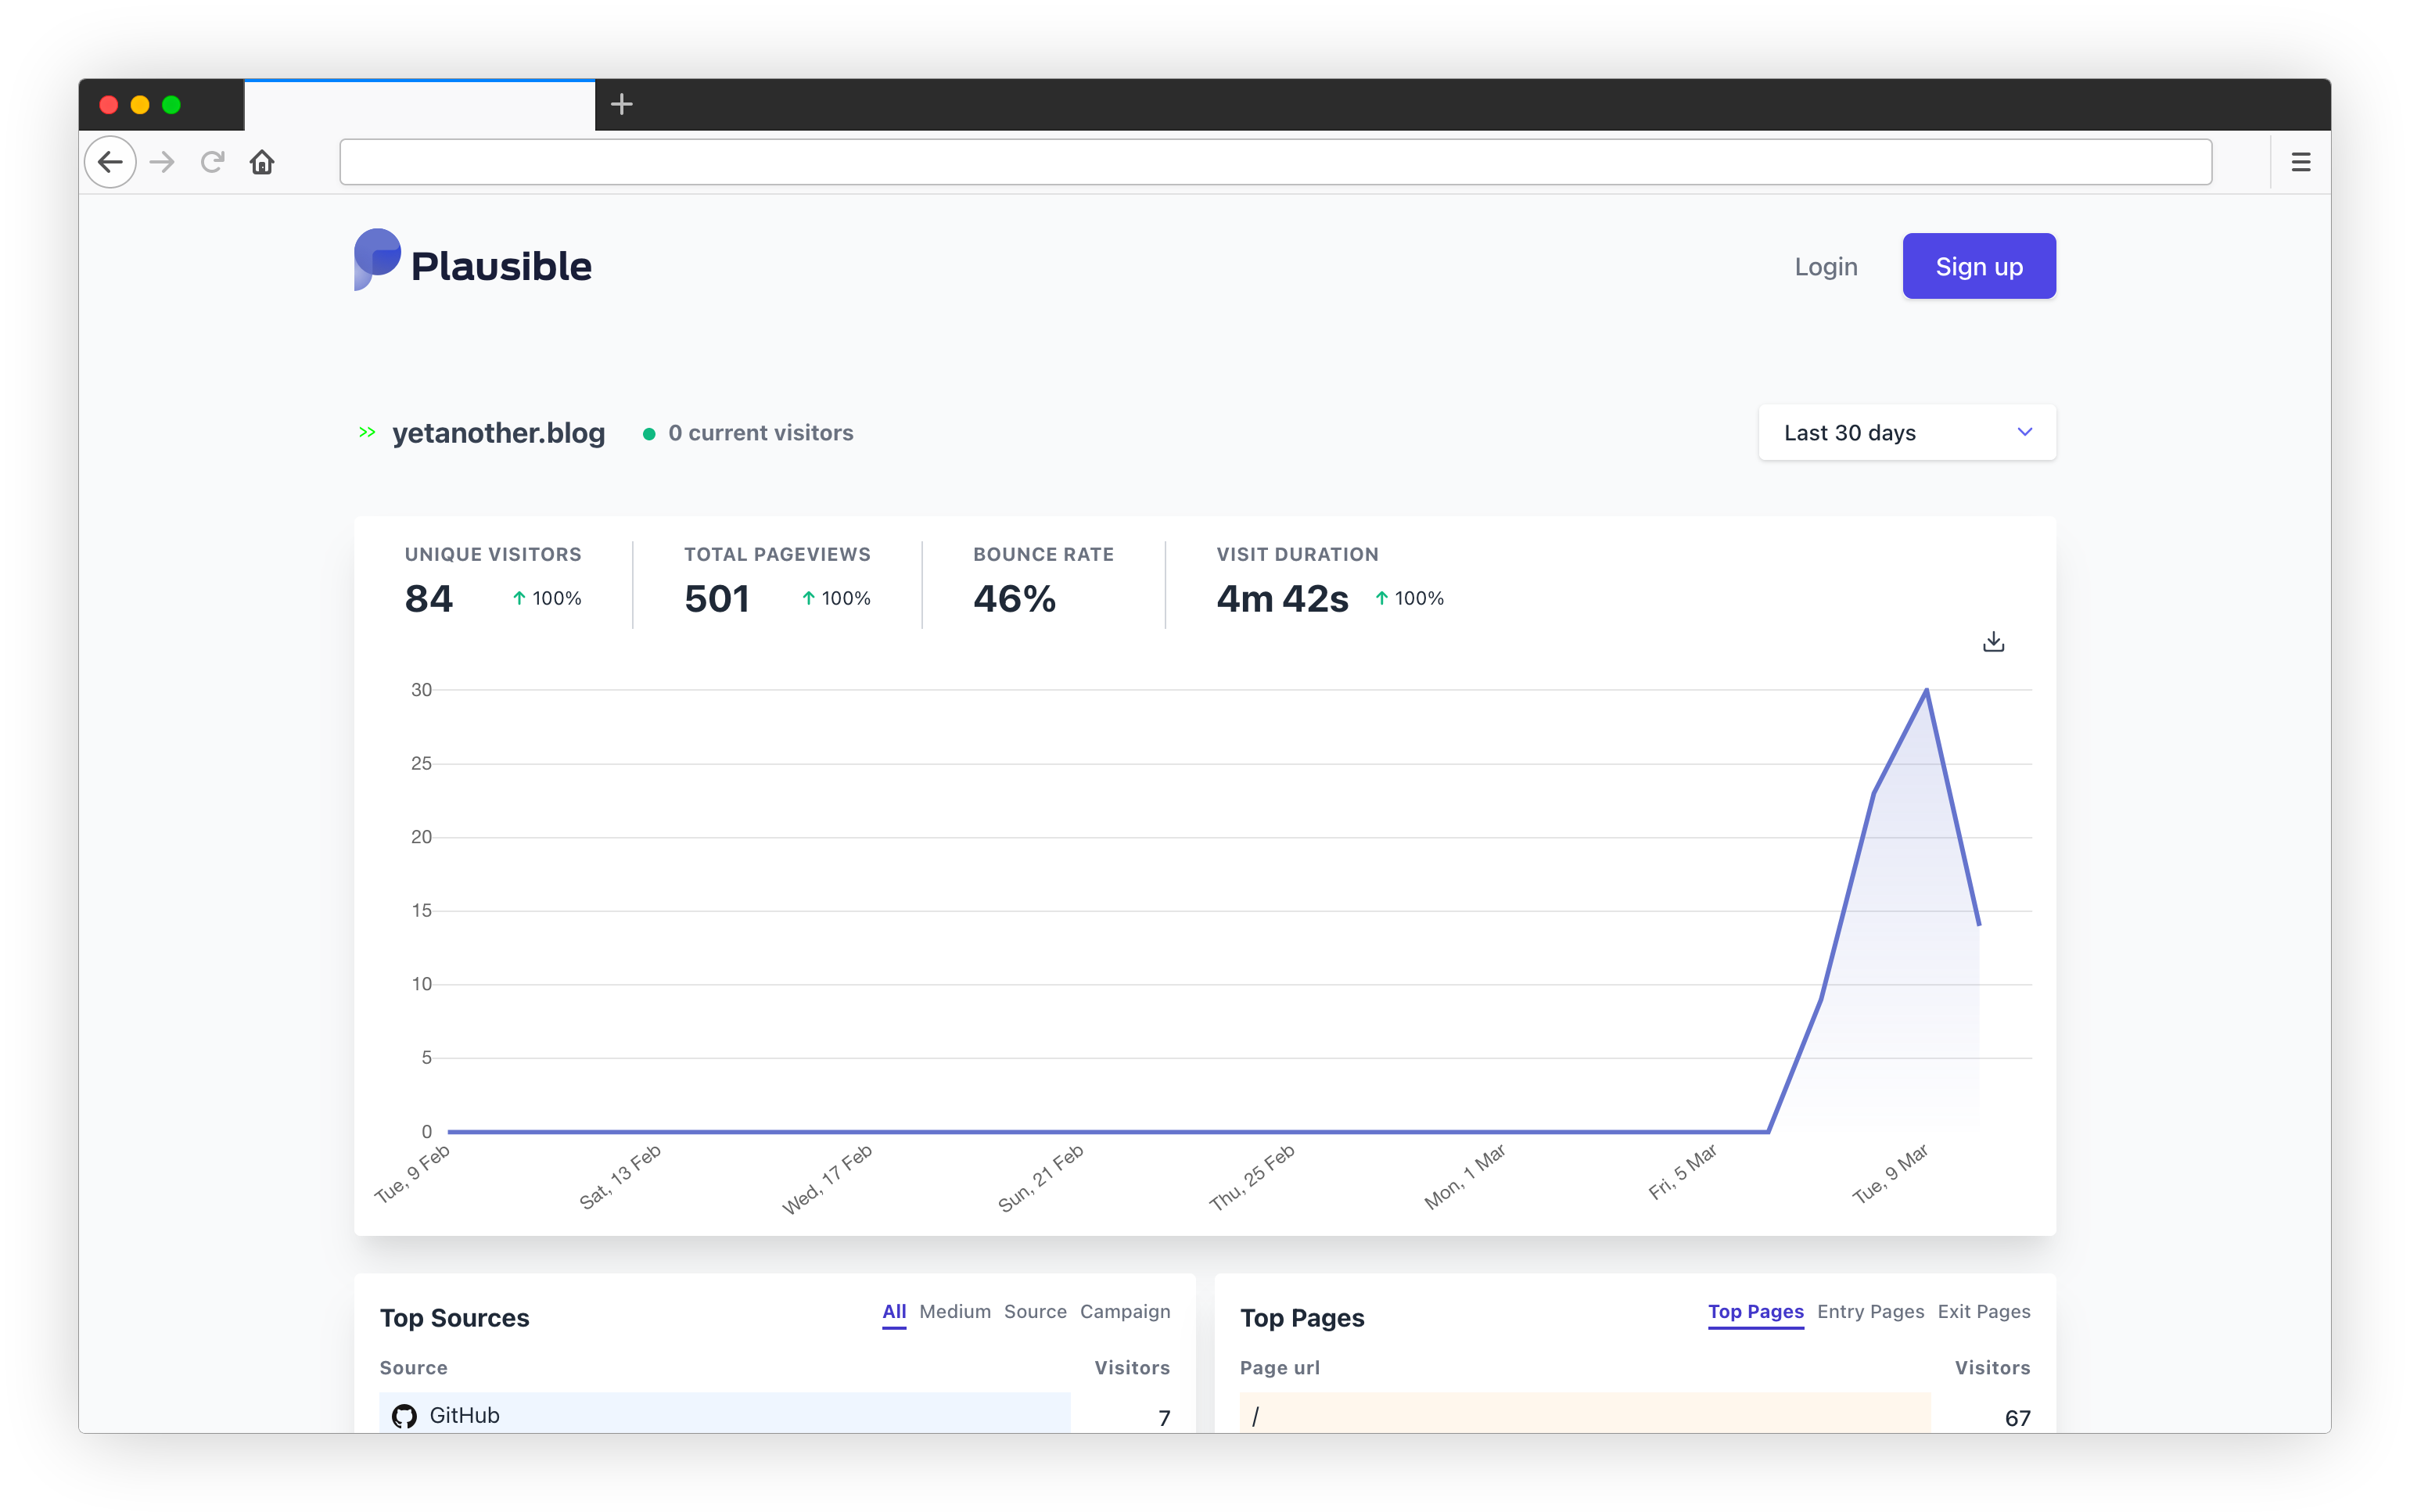 Plausible
Login
Sign up
>> yetanother.blog
0 current visitors
Last 30 days
UNIQUE VISITORS
84 ↑ 100%
TOTAL PAGEVIEWS
501 ↑ 100%
BOUNCE RATE
46%
VISIT DURATION
4m 42s ↑ 100%
30
25
20
15
10
5
0
Tue, 9 Feb
Sat, 13 Feb
Wed, 17 Feb
Sun, 21 Feb
Thu, 25 Feb
Mon, 1 Mar
Fri, 5 Mar
Tue, 9 Mar
Top Sources
All Medium Source Campaign
Source Visitors
GitHub 7
Top Pages
Top Pages Entry Pages Exit Pages
Page url Visitors
/ 67